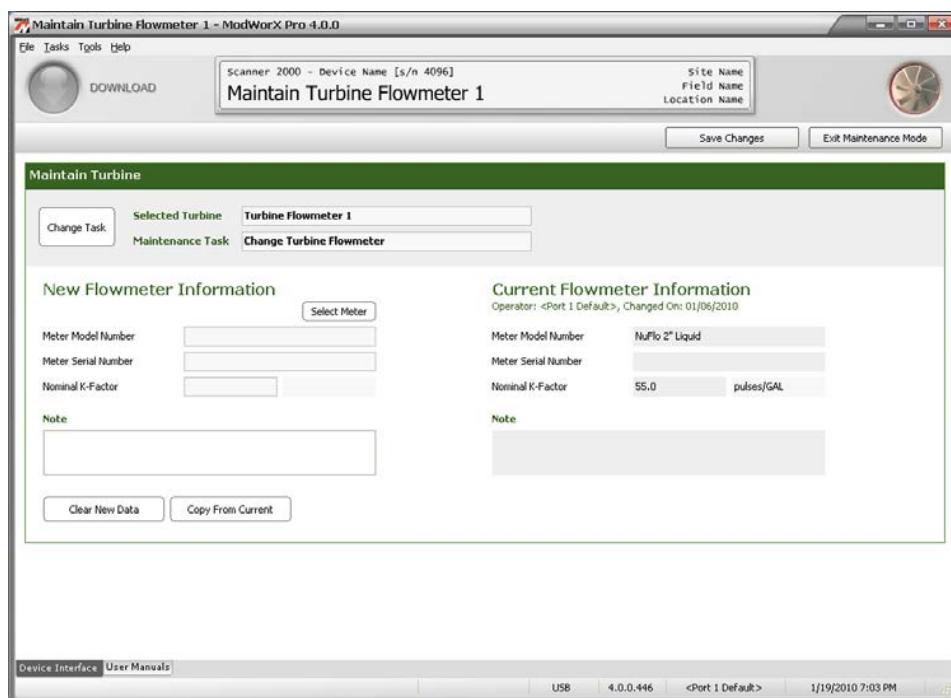 Maintain Turbine Flowmeter 1 - ModWorX Pro 4.0.0
File Tasks Tools Help
DOWNLOAD
Scanner 2000 - Device Name [s/n 4096]
Maintain Turbine Flowmeter 1
Site Name
Field Name
Location Name
Save Changes Exit Maintenance Mode
Maintain Turbine
Change Task
Selected Turbine Turbine Flowmeter 1
Maintenance Task Change Turbine Flowmeter
New Flowmeter Information
Select Meter
Meter Model Number
Meter Serial Number
Nominal K-Factor
Note
Clear New Data Copy From Current
Current Flowmeter Information
Operator: <Port 1 Default>, Changed On: 01/06/2010
Meter Model Number NuFlo 2" Liquid
Meter Serial Number
Nominal K-Factor 55.0 pulses/GAL
Note
Device Interface User Manuals
USB 4.0.0.446 <Port 1 Default> 1/19/2010 7:03 PM